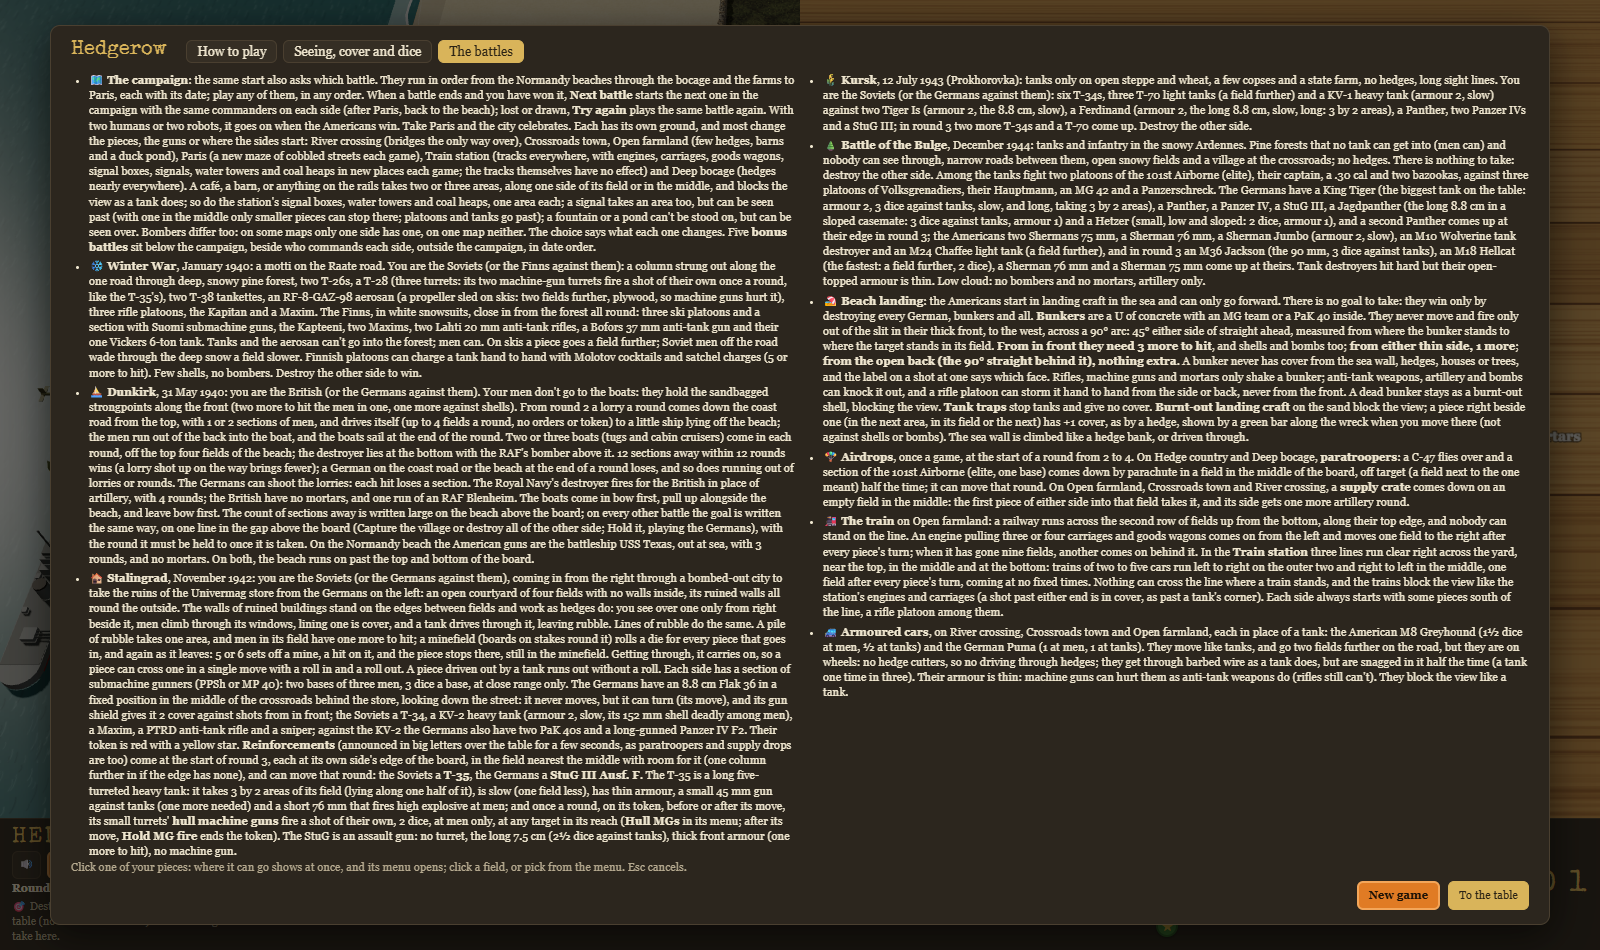 Hedgerow
How to play
Seeing, cover and dice
The battles
• The campaign: the same start also asks which battle. They run in order from the Normandy beaches through the bocage and the farms to
Paris, each with its date; play any of them, in any order. When a battle ends and you have won it, Next battle starts the next one in the
campaign with the same commanders on each side (after Paris, back to the beach); lost or drawn, Try again plays the same battle again. With
two humans or two robots, it goes on when the Americans win. Take Paris and the city celebrates. Each has its own ground, and most change
the pieces, the guns or where the sides start: River crossing (bridges the only way over), Crossroads town, Open farmland (few hedges, barns
and a duck pond), Paris (a new maze of cobbled streets each game), Train station (tracks everywhere, with engines, carriages, goods wagons,
signal boxes, signals, water towers and coal heaps in new places each game; the tracks themselves have no effect) and Deep bocage (hedges
nearly everywhere). A café, a barn, or anything on the rails takes two or three areas, along one side of its field or in the middle, and blocks the
view as a tank does; so do the station's signal boxes, water towers and coal heaps, one area each; a signal takes an area too, but can be seen
past (with one in the middle only smaller pieces can stop there; platoons and tanks go past); a fountain or a pond can't be stood on, but can be
seen over. Bombers differ too: on some maps only one side has one, on one map neither. The choice says what each one changes. Five bonus
battles sit below the campaign, beside who commands each side, outside the campaign, in date order.
• Winter War, January 1940: a motti on the Raate road. You are the Soviets (or the Finns against them): a column strung out along the
one road through deep, snowy pine forest, two T-26s, a T-28 (three turrets: its two machine-gun turrets fire a shot of their own once a round,
like the T-35's), two T-38 tankettes, an RF-8-GAZ-98 aerosan (a propeller sled on skis: two fields further, plywood, so machine guns hurt it),
three rifle platoons, the Kapitan and a Maxim. The Finns, in white snowsuits, close in from the forest all round: three ski platoons and a
section with Suomi submachine guns, the Kapteeni, two Maxims, two Lahti 20 mm anti-tank rifles, a Bofors 37 mm anti-tank gun and their
one Vickers 6-ton tank. Tanks and the aerosan can't go into the forest; men can. On skis a piece goes a field further; Soviet men off the road
wade through the deep snow a field slower. Finnish platoons can charge a tank hand to hand with Molotov cocktails and satchel charges (5 or
more to hit). Few shells, no bombers. Destroy the other side to win.
• Dunkirk, 31 May 1940: you are the British (or the Germans against them). Your men don't go to the boats: they hold the sandbagged
strongpoints along the front (two more to hit the men in one, one more against shells). From round 2 a lorry a round comes down the coast
road from the top, with 1 or 2 sections of men, and drives itself (up to 4 fields a round, no orders or token) to a little ship lying off the beach;
the men run out of the back into the boat, and the boats sail at the end of the round. Two or three boats (tugs and cabin cruisers) come in each
round, off the top four fields of the beach; the destroyer lies at the bottom with the RAF's bomber above it. 12 sections away within 12 rounds
wins (a lorry shot up on the way brings fewer); a German on the coast road or the beach at the end of a round loses, and so does running out of
lorries or rounds. The Germans can shoot the lorries: each hit loses a section. The Royal Navy's destroyer fires for the British in place of
artillery, with 4 rounds; the British have no mortars, and one run of an RAF Blenheim. The boats come in bow first, pull up alongside the
beach, and leave bow first. The count of sections away is written large on the beach above the board; on every other battle the goal is written
the same way, on one line in the gap above the board (Capture the village or destroy all of the other side; Hold it, playing the Germans), with
the round it must be held to once it is taken. On the Normandy beach the American guns are the battleship USS Texas, out at sea, with 3
rounds, and no mortars. On both, the beach runs on past the top and bottom of the board.
• Stalingrad, November 1942: you are the Soviets (or the Germans against them), coming in from the right through a bombed-out city to
take the ruins of the Univermag store from the Germans on the left: an open courtyard of four fields with no walls inside, its ruined walls all
round the outside. The walls of ruined buildings stand on the edges between fields and work as hedges do: you see over one only from right
beside it, men climb through its windows, lining one is cover, and a tank drives through it, leaving rubble. Lines of rubble do the same. A pile
of rubble takes one area, and men in its field have one more to hit; a minefield (boards on stakes round it) rolls a die for every piece that goes
in, and again as it leaves: 5 or 6 sets off a mine, a hit on it, and the piece stops there, still in the minefield. Getting through, it carries on, so a
piece can cross one in a single move with a roll in and a roll out. A piece driven out by a tank runs out without a roll. Each side has a section of
submachine gunners (PPSh or MP 40): two bases of three men, 3 dice a base, at close range only. The Germans have an 8.8 cm Flak 36 in a
fixed position in the middle of the crossroads behind the store, looking down the street: it never moves, but it can turn (its move), and its gun
shield gives it 2 cover against shots from in front; the Soviets a T-34, a KV-2 heavy tank (armour 2, slow, its 152 mm shell deadly among men),
a Maxim, a PTRD anti-tank rifle and a sniper; against the KV-2 the Germans also have two PaK 40s and a long-gunned Panzer IV F2. Their
token is red with a yellow star. Reinforcements (announced in big letters over the table for a few seconds, as paratroopers and supply drops
are too) come at the start of round 3, each at its own side's edge of the board, in the field nearest the middle with room for it (one column
further in if the edge has none), and can move that round: the Soviets a T-35, the Germans a StuG III Ausf. F. The T-35 is a long five-
turreted heavy tank: it takes 3 by 2 areas of its field (lying along one half of it), is slow (one field less), has thin armour, a small 45 mm gun
against tanks (one more needed) and a short 76 mm that fires high explosive at men; and once a round, on its token, before or after its move,
its small turrets' hull machine guns fire a shot of their own, 2 dice, at men only, at any target in its reach (Hull MGs in its menu; after its
move, Hold MG fire ends the token). The StuG is an assault gun: no turret, the long 7.5 cm (2½ dice against tanks), thick front armour (one
more to hit), no machine gun.
• Kursk, 12 July 1943 (Prokhorovka): tanks only on open steppe and wheat, a few copses and a state farm, no hedges, long sight lines. You
are the Soviets (or the Germans against them): six T-34s, three T-70 light tanks (a field further) and a KV-1 heavy tank (armour 2, slow)
against two Tiger Is (armour 2, the 8.8 cm, slow), a Ferdinand (armour 2, the long 8.8 cm, slow, long: 3 by 2 areas), a Panther, two Panzer IVs
and a StuG III; in round 3 two more T-34s and a T-70 come up. Destroy the other side.
• Battle of the Bulge, December 1944: tanks and infantry in the snowy Ardennes. Pine forests that no tank can get into (men can) and
nobody can see through, narrow roads between them, open snowy fields and a village at the crossroads; no hedges. There is nothing to take:
destroy the other side. Among the tanks fight two platoons of the 101st Airborne (elite), their captain, a .30 cal and two bazookas, against three
platoons of Volksgrenadiers, their Hauptmann, an MG 42 and a Panzerschreck. The Germans have a King Tiger (the biggest tank on the table:
armour 2, 3 dice against tanks, slow, and long, taking 3 by 2 areas), a Panther, a Panzer IV, a StuG III, a Jagdpanther (the long 8.8 cm in a
sloped casemate: 3 dice against tanks, armour 1) and a Hetzer (small, low and sloped: 2 dice, armour 1), and a second Panther comes up at
their edge in round 3; the Americans two Shermans 75 mm, a Sherman 76 mm, a Sherman Jumbo (armour 2, slow), an M10 Wolverine tank
destroyer and an M24 Chaffee light tank (a field further), and in round 3 an M36 Jackson (the 90 mm, 3 dice against tanks), an M18 Hellcat
(the fastest: a field further, 2 dice), a Sherman 76 mm and a Sherman 75 mm come up at theirs. Tank destroyers hit hard but their open-
topped armour is thin. Low cloud: no bombers and no mortars, artillery only.
• Beach landing: the Americans start in landing craft in the sea and can only go forward. There is no goal to take: they win only by
destroying every German, bunkers and all. Bunkers are a U of concrete with an MG team or a PaK 40 inside. They never move and fire only
out of the slit in their thick front, to the west, across a 90° arc: 45° either side of straight ahead, measured from where the bunker stands to
where the target stands in its field. From in front they need 3 more to hit, and shells and bombs too; from either thin side, 1 more;
from the open back (the 90° straight behind it), nothing extra. A bunker never has cover from the sea wall, hedges, houses or trees,
and the label on a shot at one says which face. Rifles, machine guns and mortars only shake a bunker; anti-tank weapons, artillery and bombs
can knock it out, and a rifle platoon can storm it hand to hand from the side or back, never from the front. A dead bunker stays as a burnt-out
shell, blocking the view. Tank traps stop tanks and give no cover. Burnt-out landing craft on the sand block the view; a piece right beside
one (in the next area, in its field or the next) has +1 cover, as by a hedge, shown by a green bar along the wreck when you move there (not
against shells or bombs). The sea wall is climbed like a hedge bank, or driven through.
• Airdrops, once a game, at the start of a round from 2 to 4. On Hedge country and Deep bocage, paratroopers: a C-47 flies over and a
section of the 101st Airborne (elite, one base) comes down by parachute in a field in the middle of the board, off target (a field next to the one
meant) half the time; it can move that round. On Open farmland, Crossroads town and River crossing, a supply crate comes down on an
empty field in the middle: the first piece of either side into that field takes it, and its side gets one more artillery round.
• The train on Open farmland: a railway runs across the second row of fields up from the bottom, along their top edge, and nobody can
stand on the line. An engine pulling three or four carriages and goods wagons comes on from the left and moves one field to the right after
every piece's turn; when it has gone nine fields, another comes on behind it. In the Train station three lines run clear right across the yard,
near the top, in the middle and at the bottom: trains of two to five cars run left to right on the outer two and right to left in the middle, one
field after every piece's turn, coming at no fixed times. Nothing can cross the line where a train stands, and the trains block the view like the
station's engines and carriages (a shot past either end is in cover, as past a tank's corner). Each side always starts with some pieces south of
the line, a rifle platoon among them.
• Armoured cars, on River crossing, Crossroads town and Open farmland, each in place of a tank: the American M8 Greyhound (1½ dice
at men, ½ at tanks) and the German Puma (1 at men, 1 at tanks). They move like tanks, and go two fields further on the road, but they are on
wheels: no hedge cutters, so no driving through hedges; they get through barbed wire as a tank does, but are snagged in it half the time (a tank
one time in three). Their armour is thin: machine guns can hurt them as anti-tank weapons do (rifles still can't). They block the view like a
tank.
Click one of your pieces: where it can go shows at once, and its menu opens; click a field, or pick from the menu. Esc cancels.
New game
To the table
Round
take here.